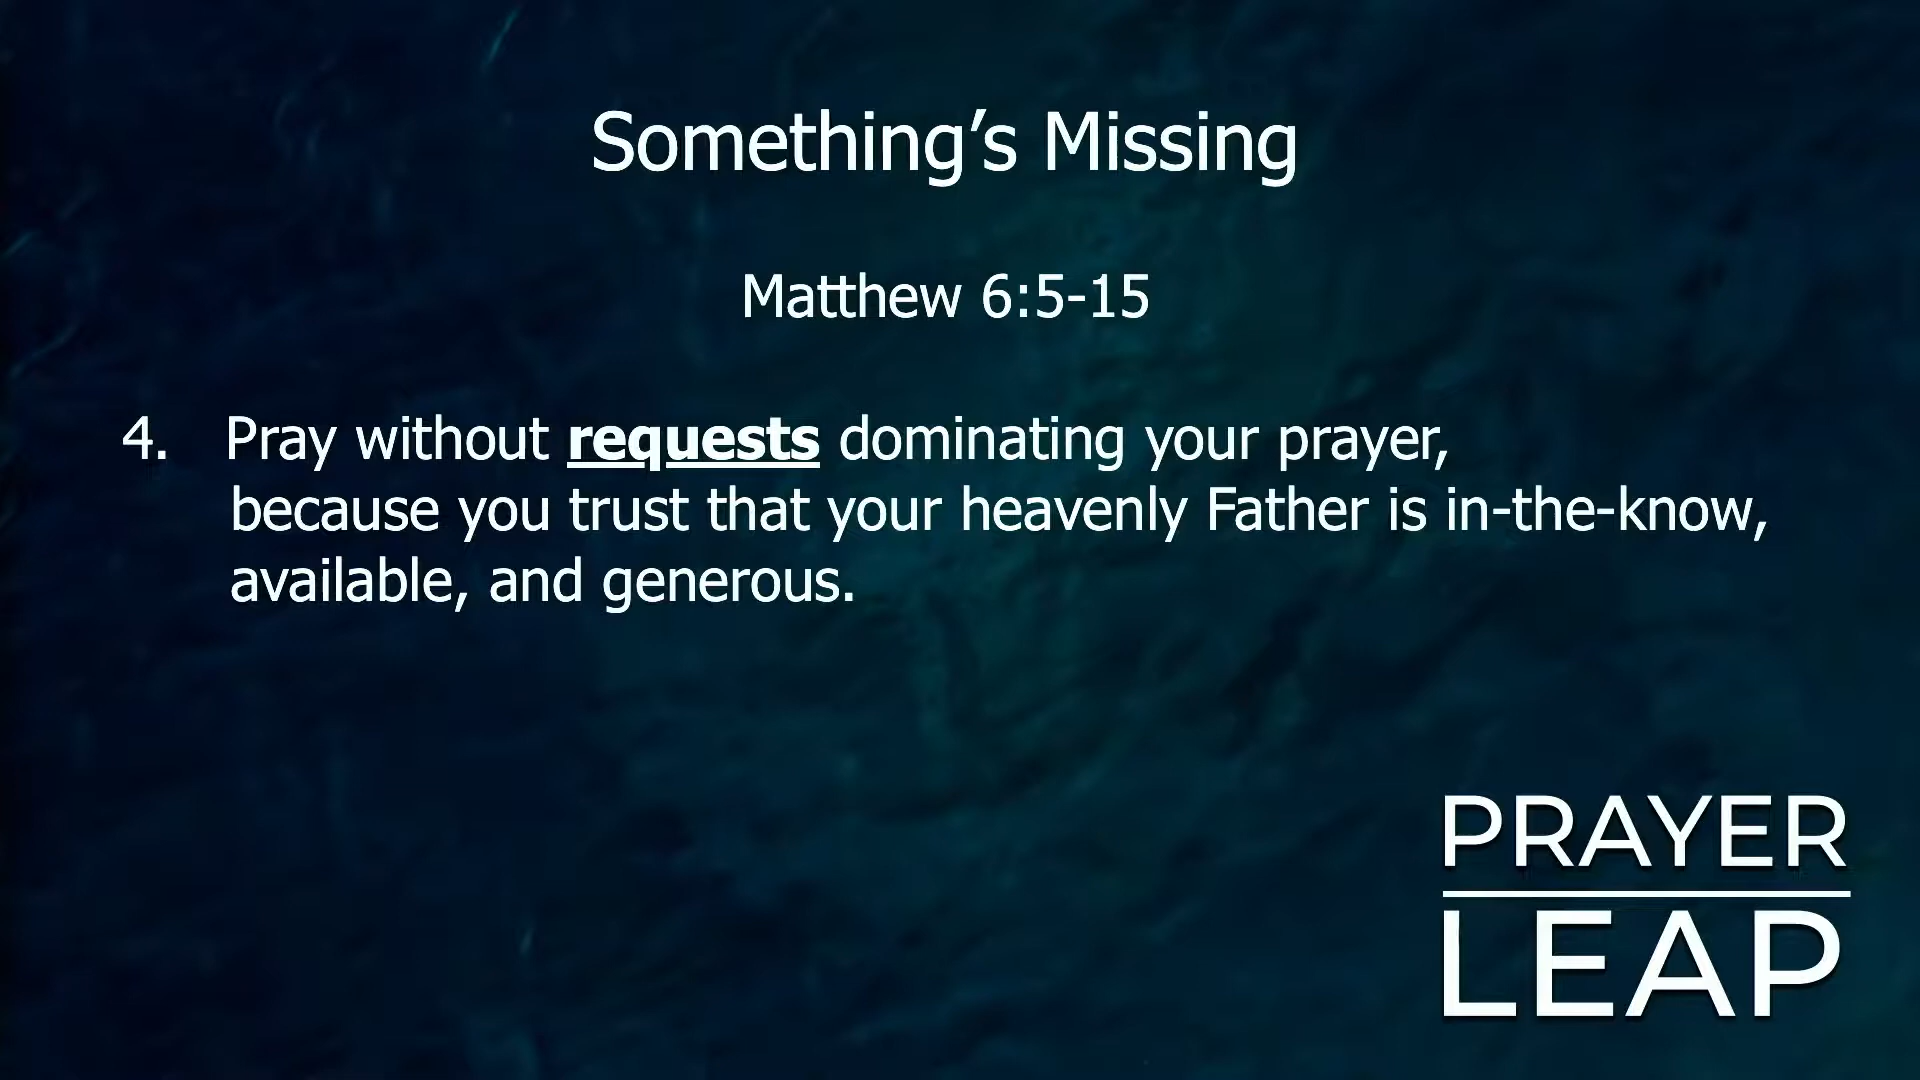 Something’s Missing
Matthew 6:5-15
4. Pray without requests dominating your prayer,
because you trust that your heavenly Father is in-the-know,
available, and generous.
PRAYER
LEAP